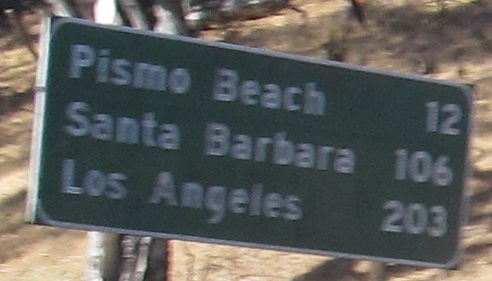 Pismo Beach 12
Santa Barbara 106
Los Angeles 203